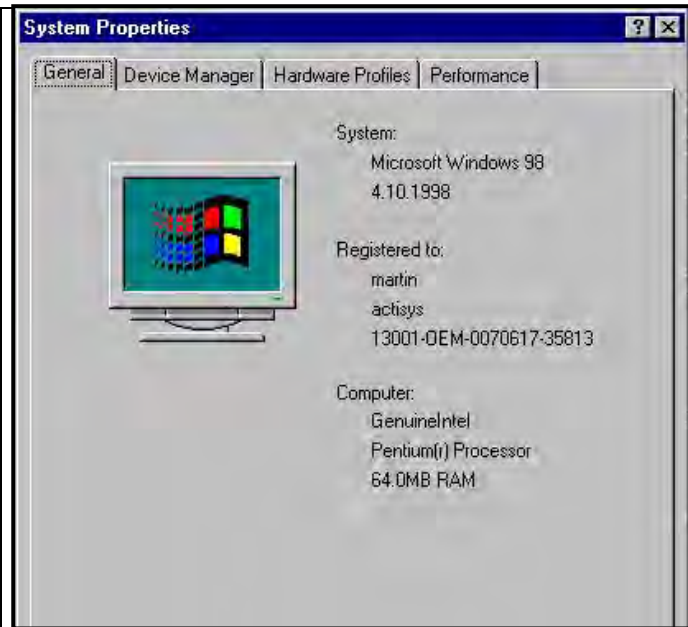 System Properties
General Device Manager Hardware Profiles Performance
System:
Microsoft Windows 98
4.10.1998
Registered to:
martin
actisys
13001-OEM-0070617-35813
Computer:
GenuineIntel
Pentium(r) Processor
64.0MB RAM